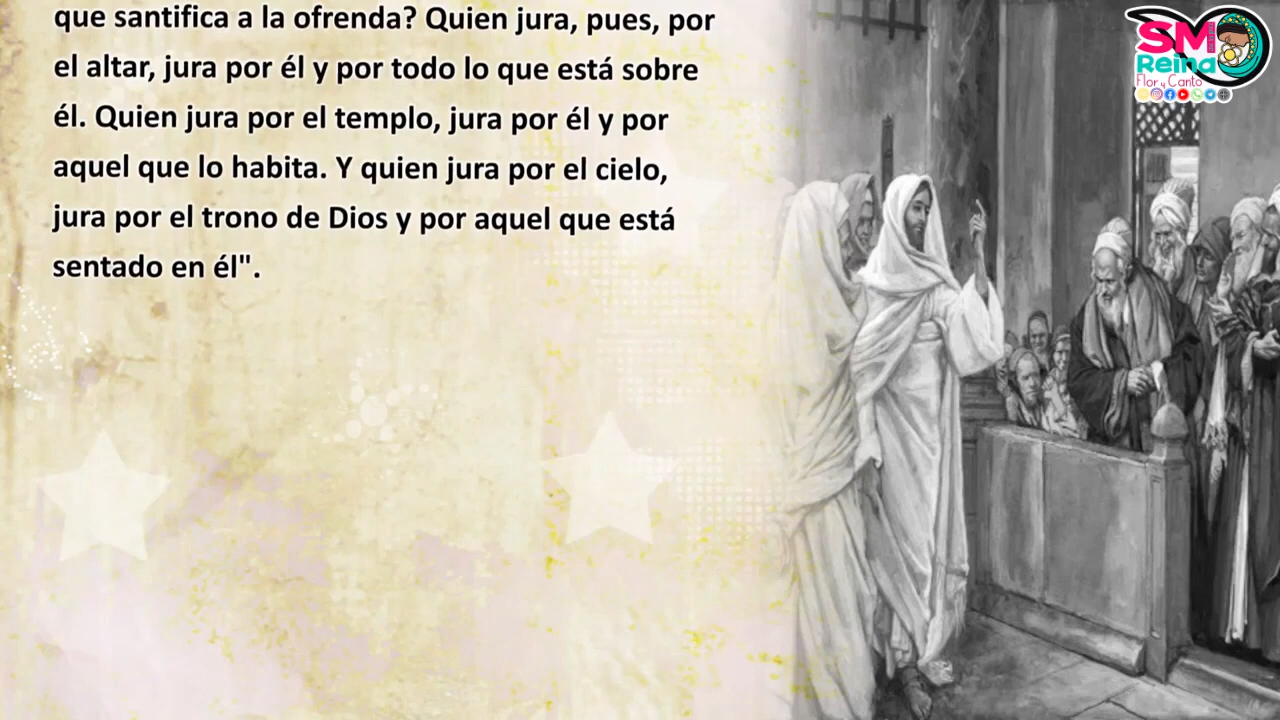 que santifica a la ofrenda? Quien jura, pues, por
el altar, jura por él y por todo lo que está sobre
él. Quien jura por el templo, jura por él y por
aquel que lo habita. Y quien jura por el cielo,
jura por el trono de Dios y por aquel que está
sentado en él".
SM
Reina
Flor y Canto